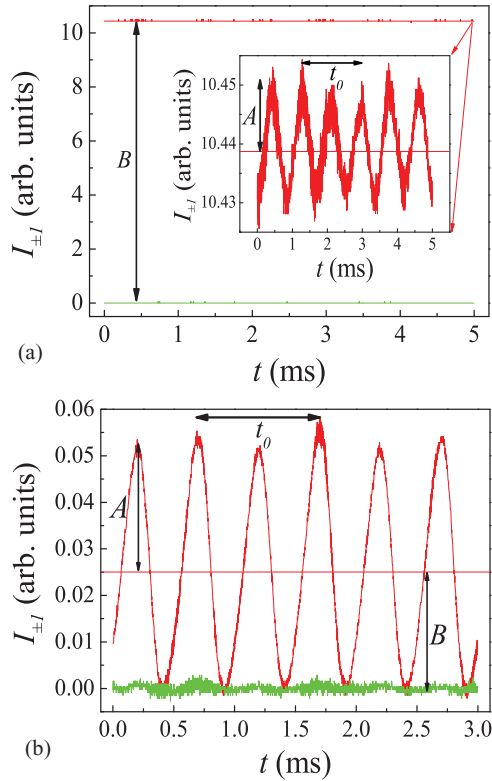 10
8
6
4
2
0
I±1 (arb. units)
B
t0
10.45
10.44
10.43
A
I±1 (arb. units)
0 1 2 3 4 5
t (ms)
0 1 2 3 4 5
(a)
t (ms)
0.06
0.05
0.04
0.03
0.02
0.01
0.00
I±1 (arb. units)
t0
A
B
0.0 0.5 1.0 1.5 2.0 2.5 3.0
(b)
t (ms)